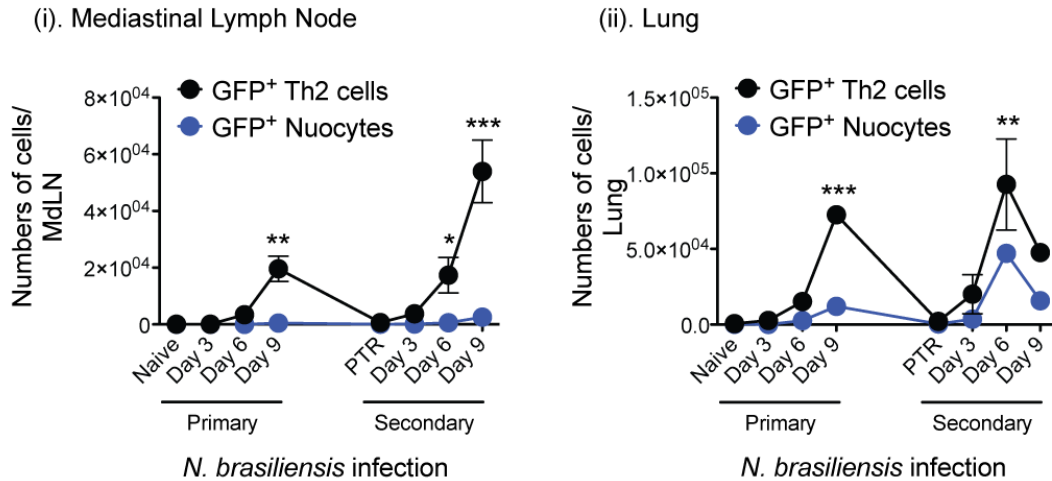 (i). Mediastinal Lymph Node
GFP⁺ Th2 cells
GFP⁺ Nuocytes
Numbers of cells/
MdLN
8×10⁰⁴
6×10⁰⁴
4×10⁰⁴
2×10⁰⁴
0
**
*
***
Naive
Day 3
Day 6
Day 9
PTR
Day 3
Day 6
Day 9
Primary
Secondary
N. brasiliensis infection
(ii). Lung
GFP⁺ Th2 cells
GFP⁺ Nuocytes
Numbers of cells/
Lung
1.5×10⁰⁵
1.0×10⁰⁵
5.0×10⁰⁴
0.0
***
**
Naive
Day 3
Day 6
Day 9
PTR
Day 3
Day 6
Day 9
Primary
Secondary
N. brasiliensis infection